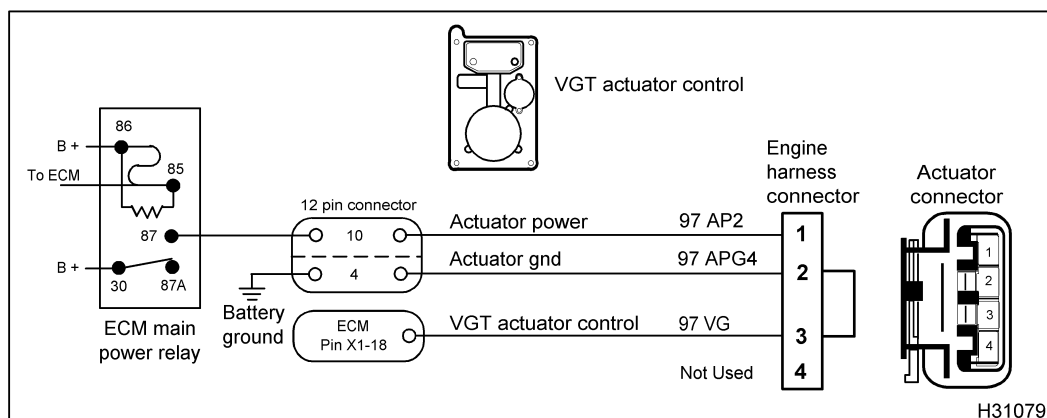 VGT actuator control
86
B +
To ECM
85
87
B +
30
87A
ECM main
power relay
12 pin connector
10
4
Battery
ground
ECM
Pin X1-18
Actuator power
97 AP2
Actuator gnd
97 APG4
VGT actuator control
97 VG
Not Used
Engine
harness
connector
1
2
3
4
Actuator
connector
1
2
3
4
H31079